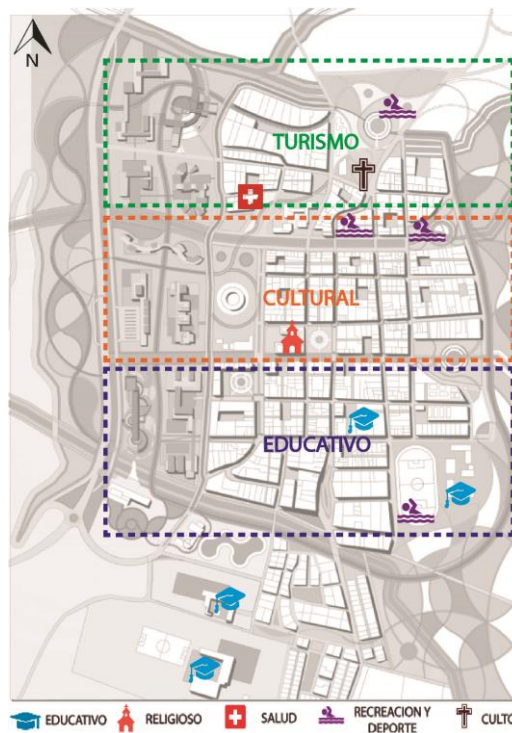 N
TURISMO
CULTURAL
EDUCATIVO
EDUCATIVO RELIGIOSO SALUD RECREACION Y DEPORTE CULTO